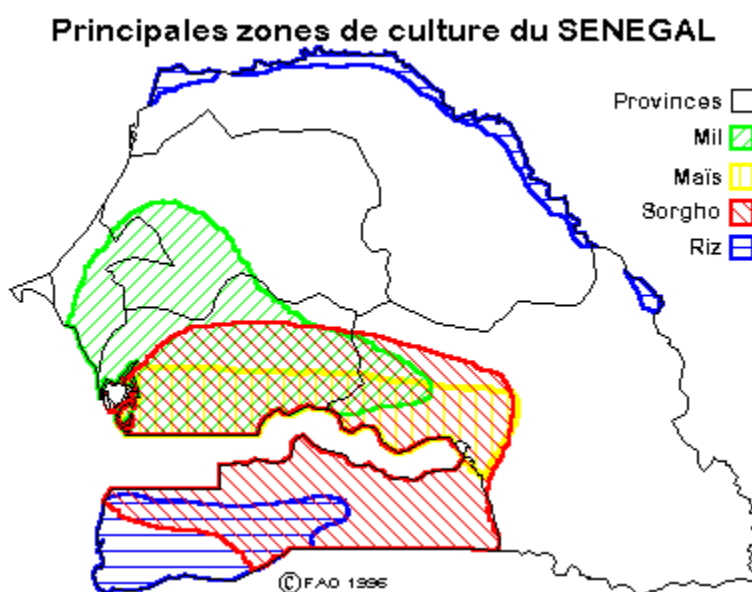 Principales zones de culture du SENEGAL
Provinces
Mil
Maïs
Sorgho
Riz
©FAO 1996